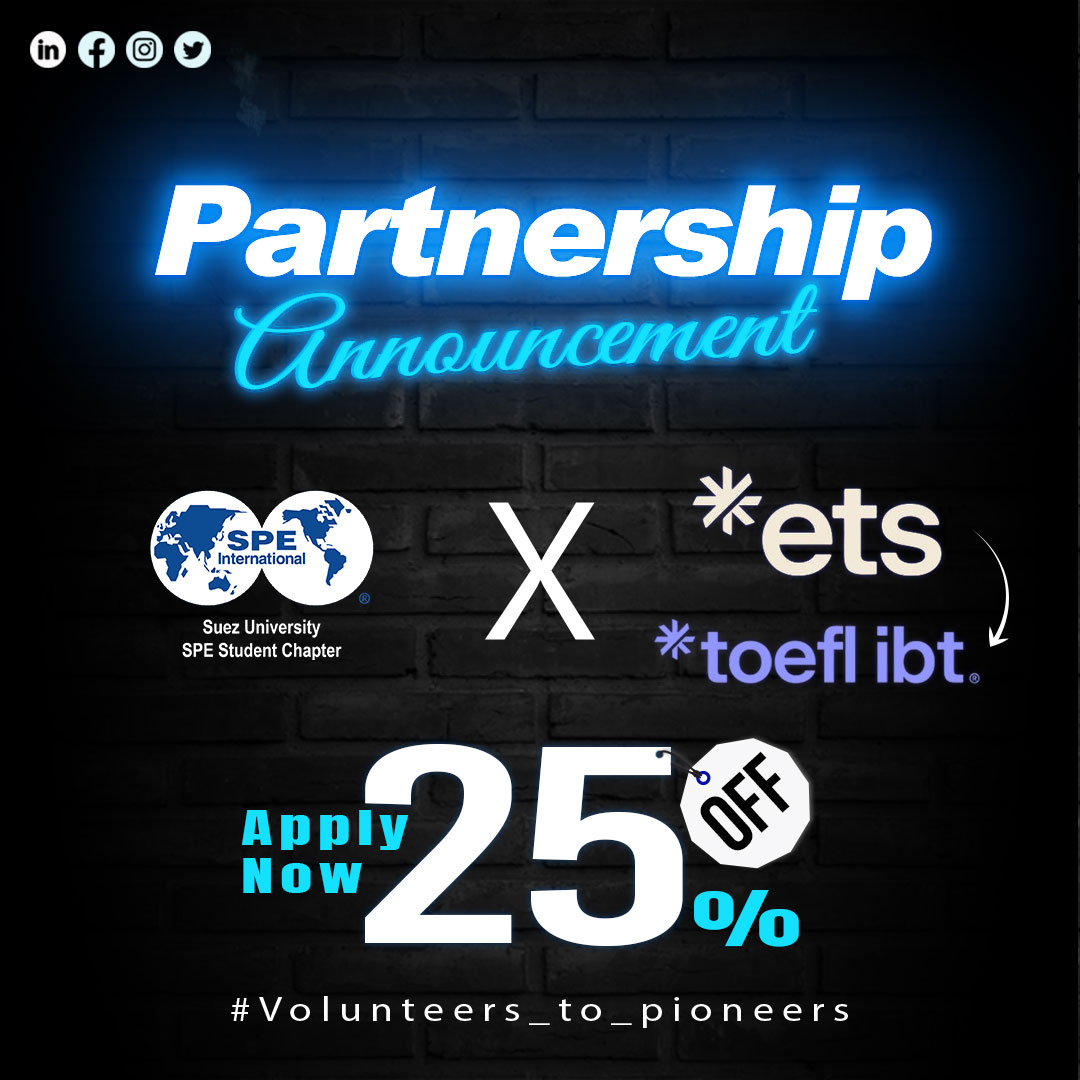 Partnership
Announcement
SPE
International
®
Suez University
SPE Student Chapter
X
*ets
*toefl ibt®
Apply
Now
25%
OFF
#Volunteers_to_pioneers